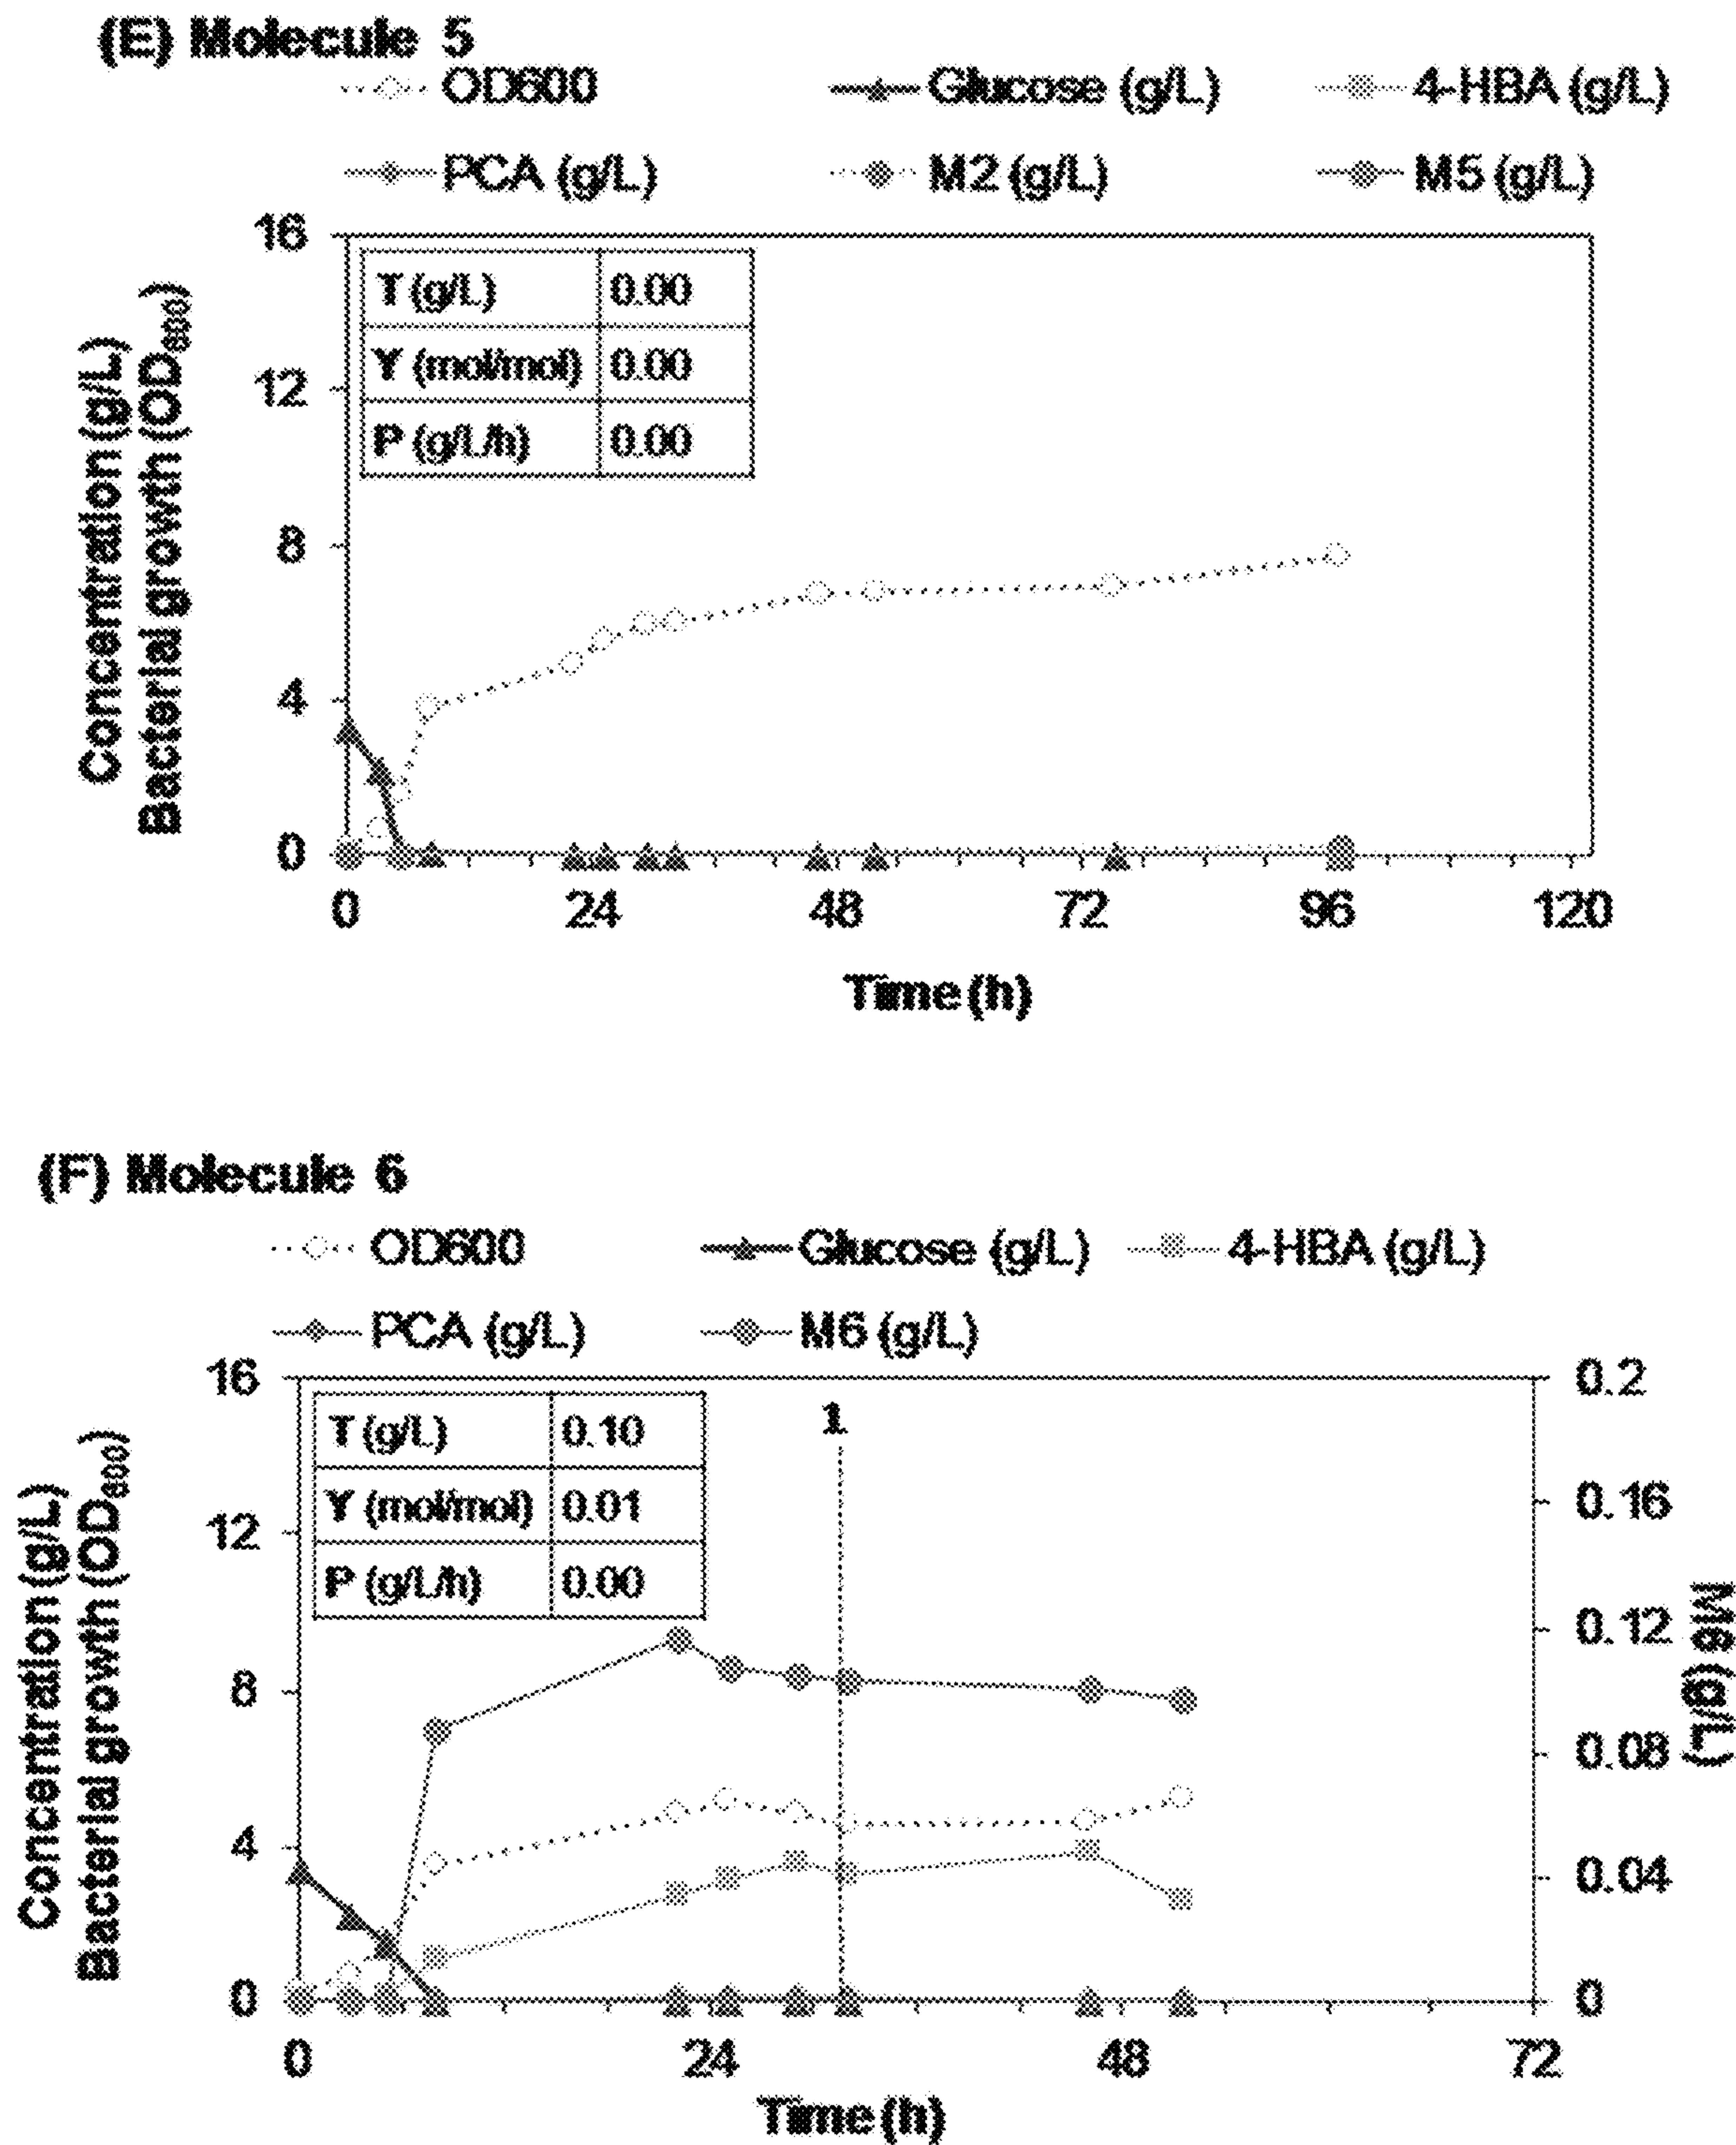 (E) Molecule 5
OD600 Glucose (g/L) 4-HBA (g/L)
PCA (g/L) M2 (g/L) M5 (g/L)
16
12
8
4
0
Concentration (g/L)
Bacterial growth (OD600)
T (g/L) 0.00
Y (mol/mol) 0.00
P (g/L/h) 0.00
0 24 48 72 96 120
Time (h)
(F) Molecule 6
OD600 Glucose (g/L) 4-HBA (g/L)
PCA (g/L) M6 (g/L)
16
12
8
4
0
Concentration (g/L)
Bacterial growth (OD600)
T (g/L) 0.10
Y (mol/mol) 0.01
P (g/L/h) 0.00
1
0.2
0.16
0.12
0.08
0.04
0
M6 (g/L)
0 24 48 72
Time (h)